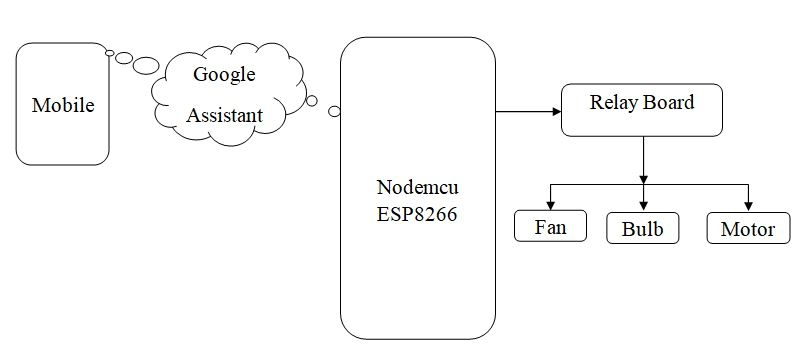 Mobile
Google
Assistant
Nodemcu
ESP8266
Relay Board
Fan
Bulb
Motor